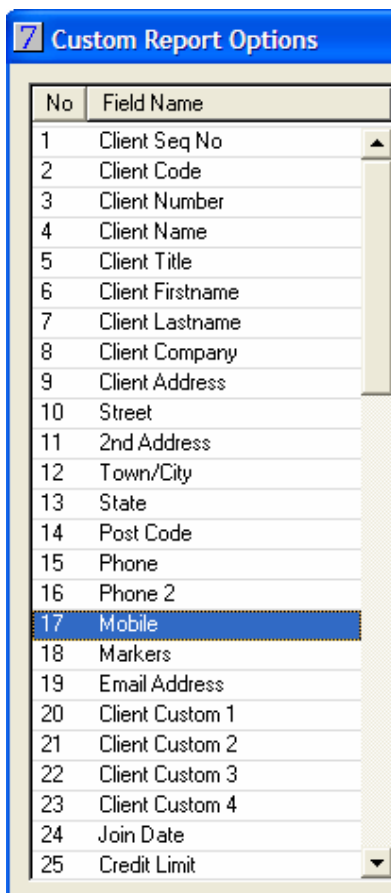 7 Custom Report Options
No Field Name
1 Client Seq No
2 Client Code
3 Client Number
4 Client Name
5 Client Title
6 Client Firstname
7 Client Lastname
8 Client Company
9 Client Address
10 Street
11 2nd Address
12 Town/City
13 State
14 Post Code
15 Phone
16 Phone 2
17 Mobile
18 Markers
19 Email Address
20 Client Custom 1
21 Client Custom 2
22 Client Custom 3
23 Client Custom 4
24 Join Date
25 Credit Limit